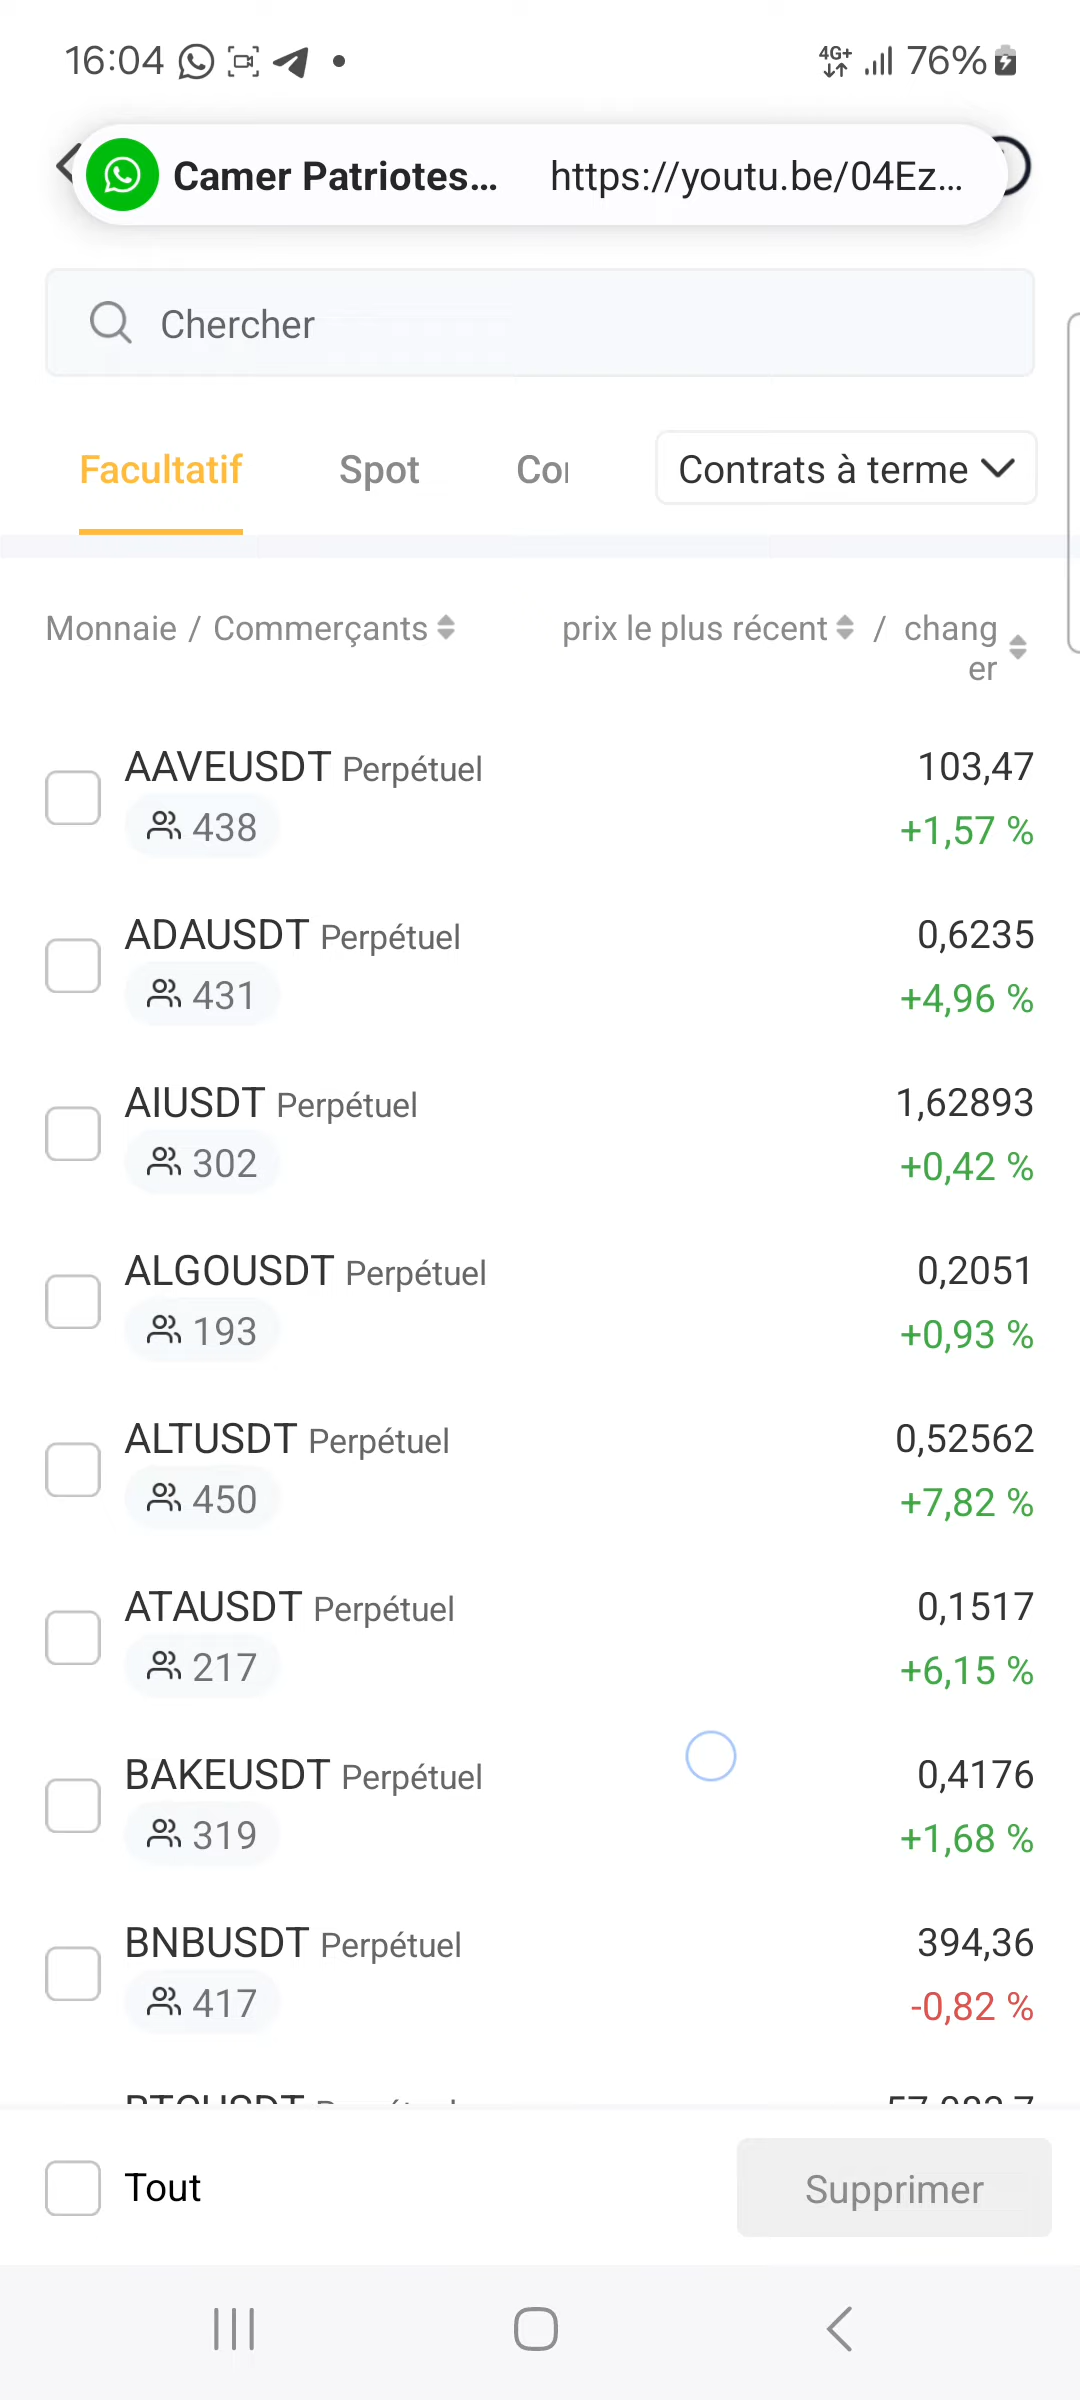 16:04 4G+ 76%
Camer Patriotes... https://youtu.be/04Ez...
Chercher
Facultatif Spot Contrats à terme
Monnaie / Commerçants prix le plus récent / chang
er
AAVEUSDT Perpétuel 103,47
438 +1,57 %
ADAUSDT Perpétuel 0,6235
431 +4,96 %
AIUSDT Perpétuel 1,62893
302 +0,42 %
ALGOUSDT Perpétuel 0,2051
193 +0,93 %
ALTUSDT Perpétuel 0,52562
450 +7,82 %
ATAUSDT Perpétuel 0,1517
217 +6,15 %
BAKEUSDT Perpétuel 0,4176
319 +1,68 %
BNBUSDT Perpétuel 394,36
417 -0,82 %
Tout Supprimer